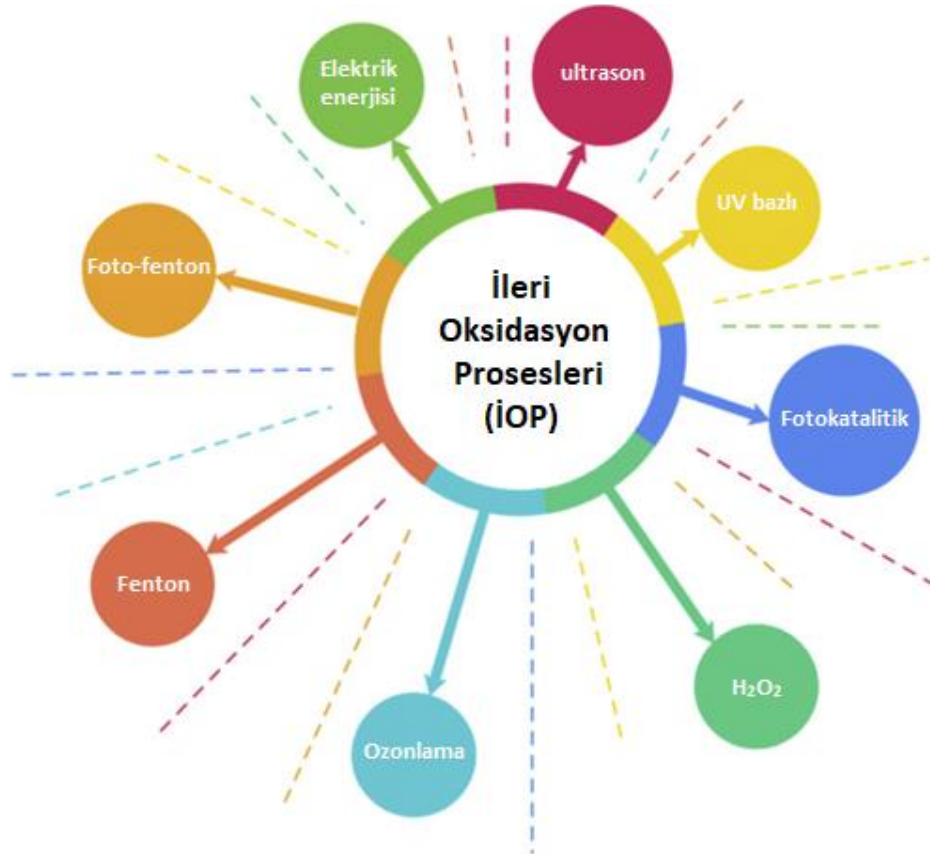 Elektrik
enerjisi
ultrason
UV bazlı
Foto-fenton
İleri
Oksidasyon
Prosesleri
(İOP)
Fotokatalitik
Fenton
H₂O₂
Ozonlama